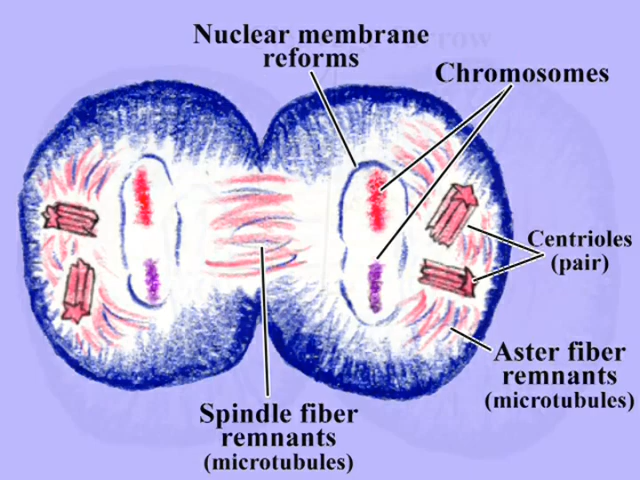 Nuclear membrane
reforms
Chromosomes
Centrioles
(pair)
Aster fiber
remnants
(microtubules)
Spindle fiber
remnants
(microtubules)